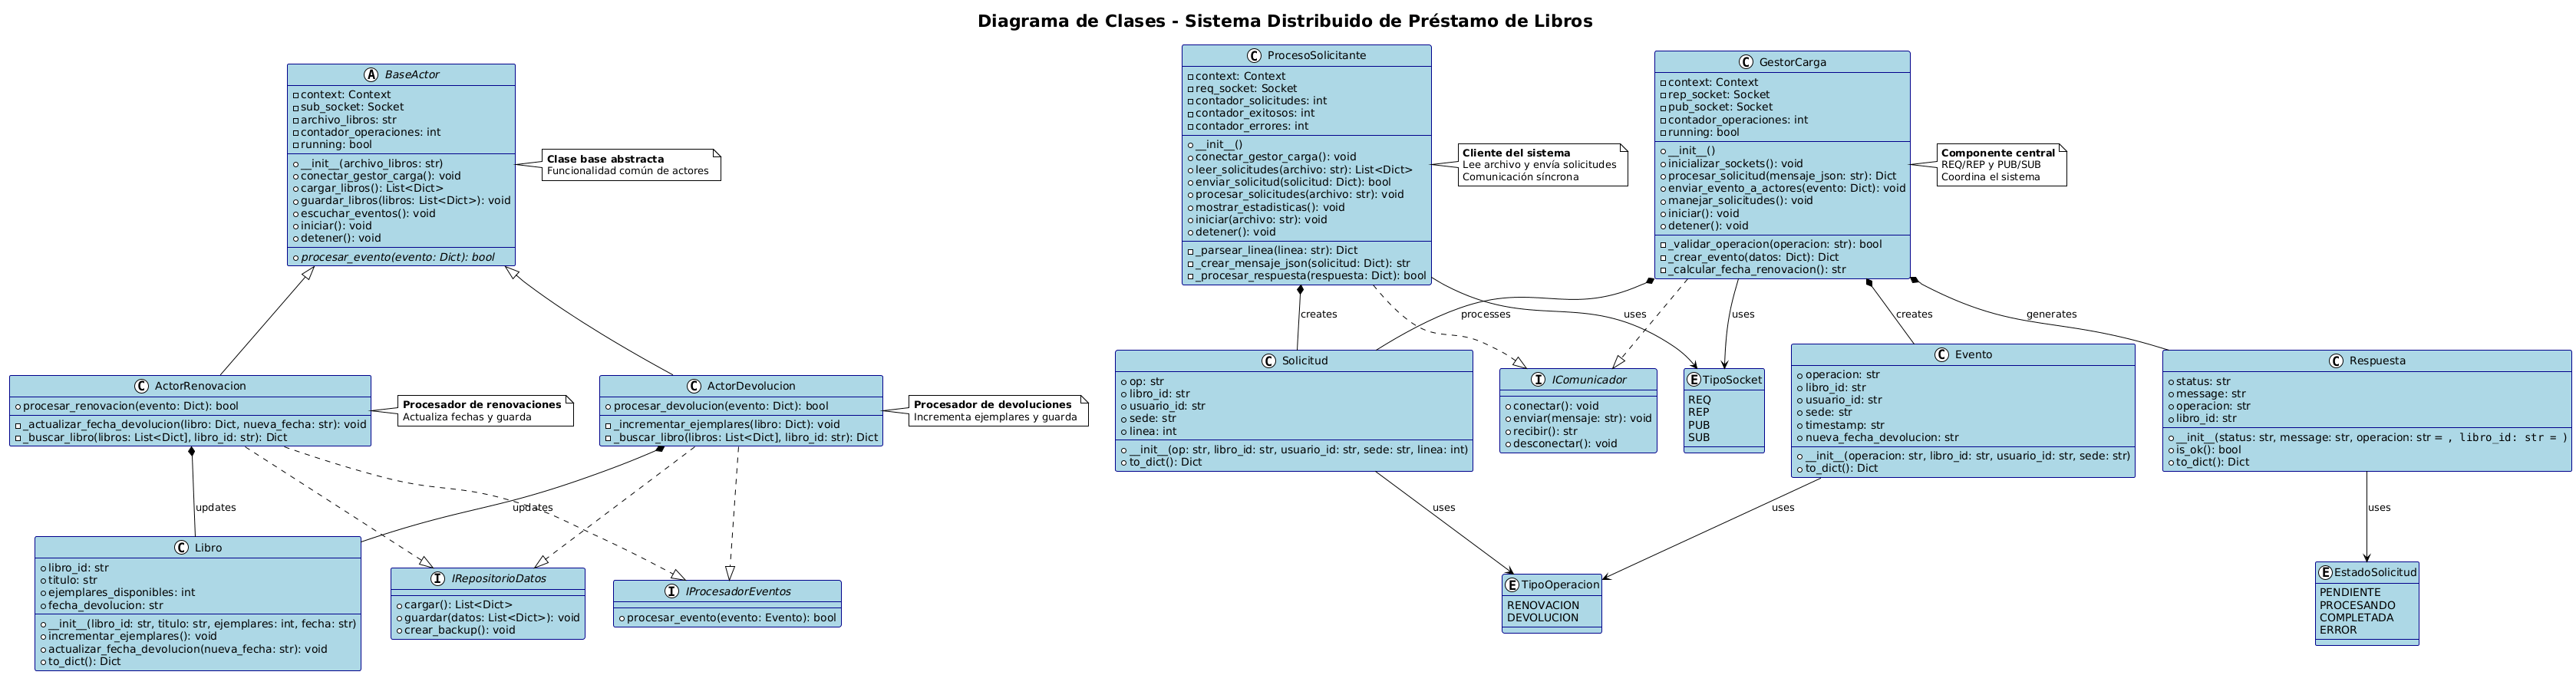 Diagrama de Clases - Sistema Distribuido de Préstamo de Libros
A BaseActor
context: Context
sub_socket: Socket
archivo_libros: str
contador_operaciones: int
running: bool
__init__(archivo_libros: str)
conectar_gestor_carga(): void
cargar_libros(): List<Dict>
guardar_libros(libros: List<Dict>): void
escuchar_eventos(): void
iniciar(): void
detener(): void
procesar_evento(evento: Dict): bool
Clase base abstracta
Funcionalidad común de actores
C ProcesoSolicitante
context: Context
req_socket: Socket
contador_solicitudes: int
contador_exitosos: int
contador_errores: int
__init__()
conectar_gestor_carga(): void
leer_solicitudes(archivo: str): List<Dict>
enviar_solicitud(solicitud: Dict): bool
procesar_solicitudes(archivo: str): void
mostrar_estadisticas(): void
iniciar(archivo: str): void
detener(): void
_parsear_linea(linea: str): Dict
_crear_mensaje_json(solicitud: Dict): str
_procesar_respuesta(respuesta: Dict): bool
Cliente del sistema
Lee archivo y envía solicitudes
Comunicación síncrona
C GestorCarga
context: Context
rep_socket: Socket
pub_socket: Socket
contador_operaciones: int
running: bool
__init__()
inicializar_sockets(): void
procesar_solicitud(mensaje_json: str): Dict
enviar_evento_a_actores(evento: Dict): void
manejar_solicitudes(): void
iniciar(): void
detener(): void
_validar_operacion(operacion: str): bool
_crear_evento(datos: Dict): Dict
_calcular_fecha_renovacion(): str
Componente central
REQ/REP y PUB/SUB
Coordina el sistema
creates
processes
uses
uses
creates
generates
C ActorRenovacion
procesar_renovacion(evento: Dict): bool
_actualizar_fecha_devolucion(libro: Dict, nueva_fecha: str): void
_buscar_libro(libros: List<Dict], libro_id: str): Dict
Procesador de renovaciones
Actualiza fechas y guarda
C ActorDevolucion
procesar_devolucion(evento: Dict): bool
_incrementar_ejemplares(libro: Dict): void
_buscar_libro(libros: List<Dict], libro_id: str): Dict
Procesador de devoluciones
Incrementa ejemplares y guarda
C Solicitud
op: str
libro_id: str
usuario_id: str
sede: str
linea: int
__init__(op: str, libro_id: str, usuario_id: str, sede: str, linea: int)
to_dict(): Dict
I IComunicador
conectar(): void
enviar(mensaje: str): void
recibir(): str
desconectar(): void
E TipoSocket
REQ
REP
PUB
SUB
C Evento
operacion: str
libro_id: str
usuario_id: str
sede: str
timestamp: str
nueva_fecha_devolucion: str
__init__(operacion: str, libro_id: str, usuario_id: str, sede: str)
to_dict(): Dict
C Respuesta
status: str
message: str
operacion: str
libro_id: str
__init__(status: str, message: str, operacion: str = , libro_id: str = )
is_ok(): bool
to_dict(): Dict
updates
updates
uses
uses
uses
C Libro
libro_id: str
titulo: str
ejemplares_disponibles: int
fecha_devolucion: str
__init__(libro_id: str, titulo: str, ejemplares: int, fecha: str)
incrementar_ejemplares(): void
actualizar_fecha_devolucion(nueva_fecha: str): void
to_dict(): Dict
I IRepositorioDatos
cargar(): List<Dict>
guardar(datos: List<Dict>): void
crear_backup(): void
I IProcesadorEventos
procesar_evento(evento: Evento): bool
E TipoOperacion
RENOVACION
DEVOLUCION
E EstadoSolicitud
PENDIENTE
PROCESANDO
COMPLETADA
ERROR